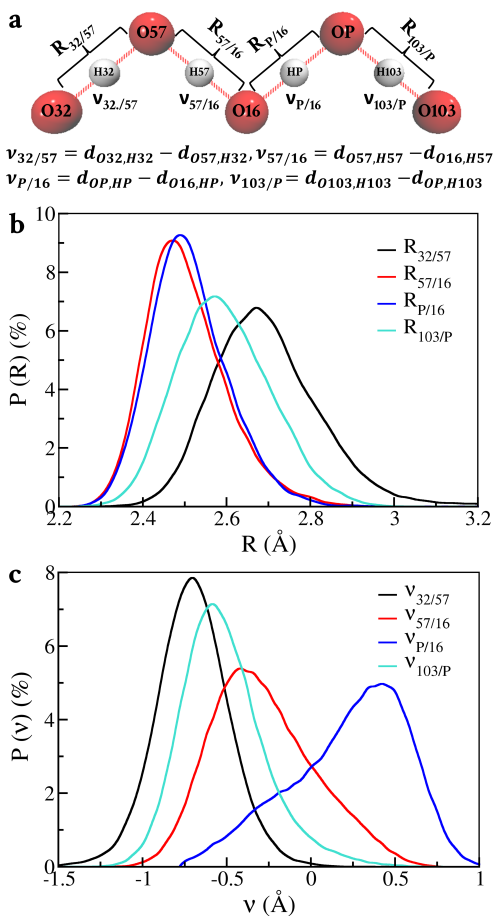 a
R32/57
R57/16
RP/16
R103/P
O57
OP
H32
H57
HP
H103
O32
ν32./57
ν57/16
O16
νP/16
ν103/P
O103
ν32/57 = dO32,H32 − dO57,H32, ν57/16 = dO57,H57 −dO16,H57
νP/16 = dOP,HP − dO16,HP, ν103/P= dO103,H103 −dOP,H103
b
10
8
6
4
2
0
P (R) (%)
R32/57
R57/16
RP/16
R103/P
2.2 2.4 2.6 2.8 3 3.2
R (Å)
c
8
6
4
2
0
P (ν) (%)
ν32/57
ν57/16
νP/16
ν103/P
-1.5 -1 -0.5 0 0.5 1
ν (Å)